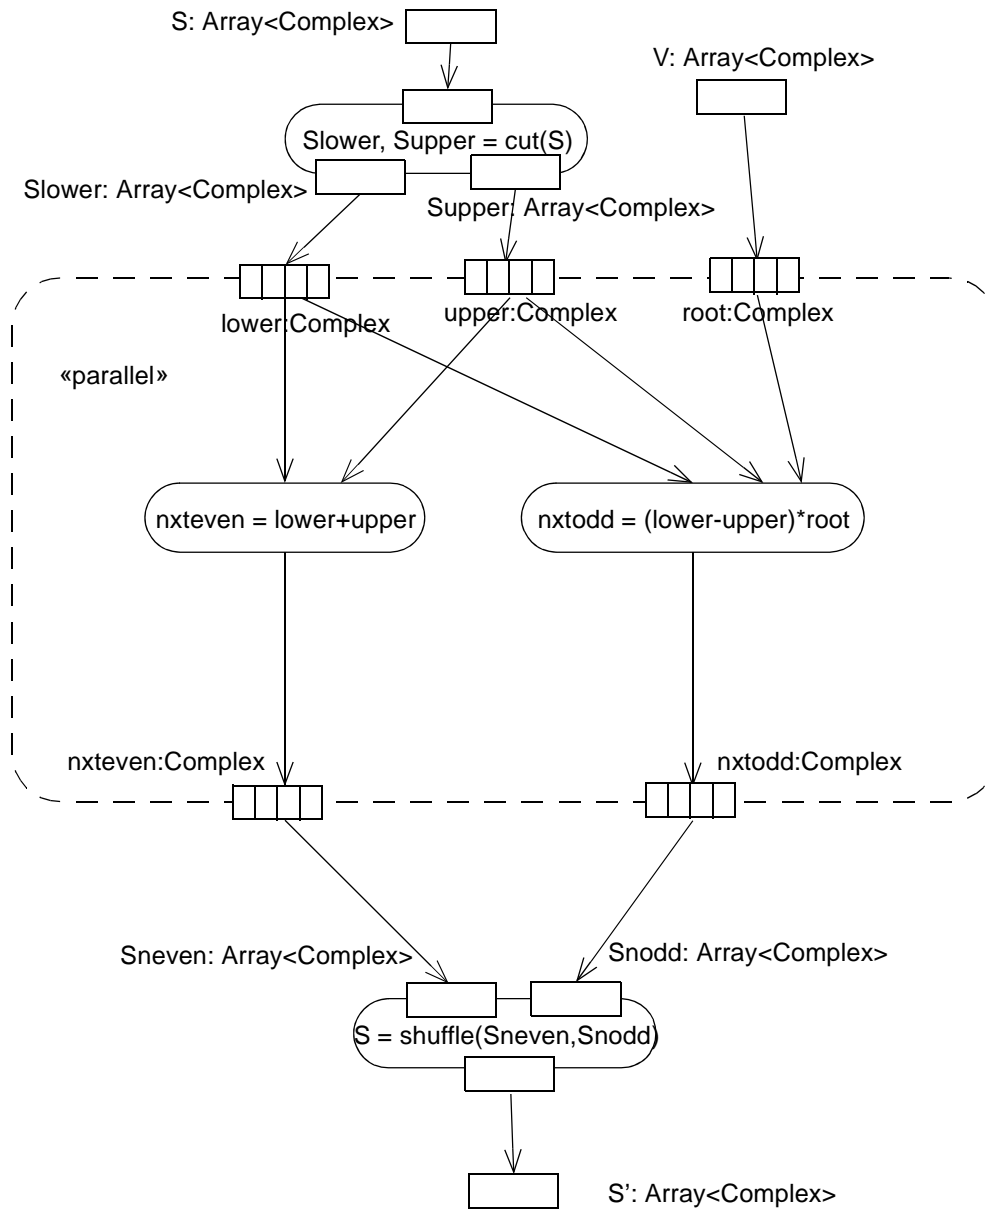 S: Array<Complex>
V: Array<Complex>
Slower, Supper = cut(S)
Slower: Array<Complex>
Supper: Array<Complex>
lower:Complex
upper:Complex
root:Complex
«parallel»
nxteven = lower+upper
nxtodd = (lower-upper)*root
nxteven:Complex
nxtodd:Complex
Sneven: Array<Complex>
Snodd: Array<Complex>
S = shuffle(Sneven,Snodd)
S': Array<Complex>